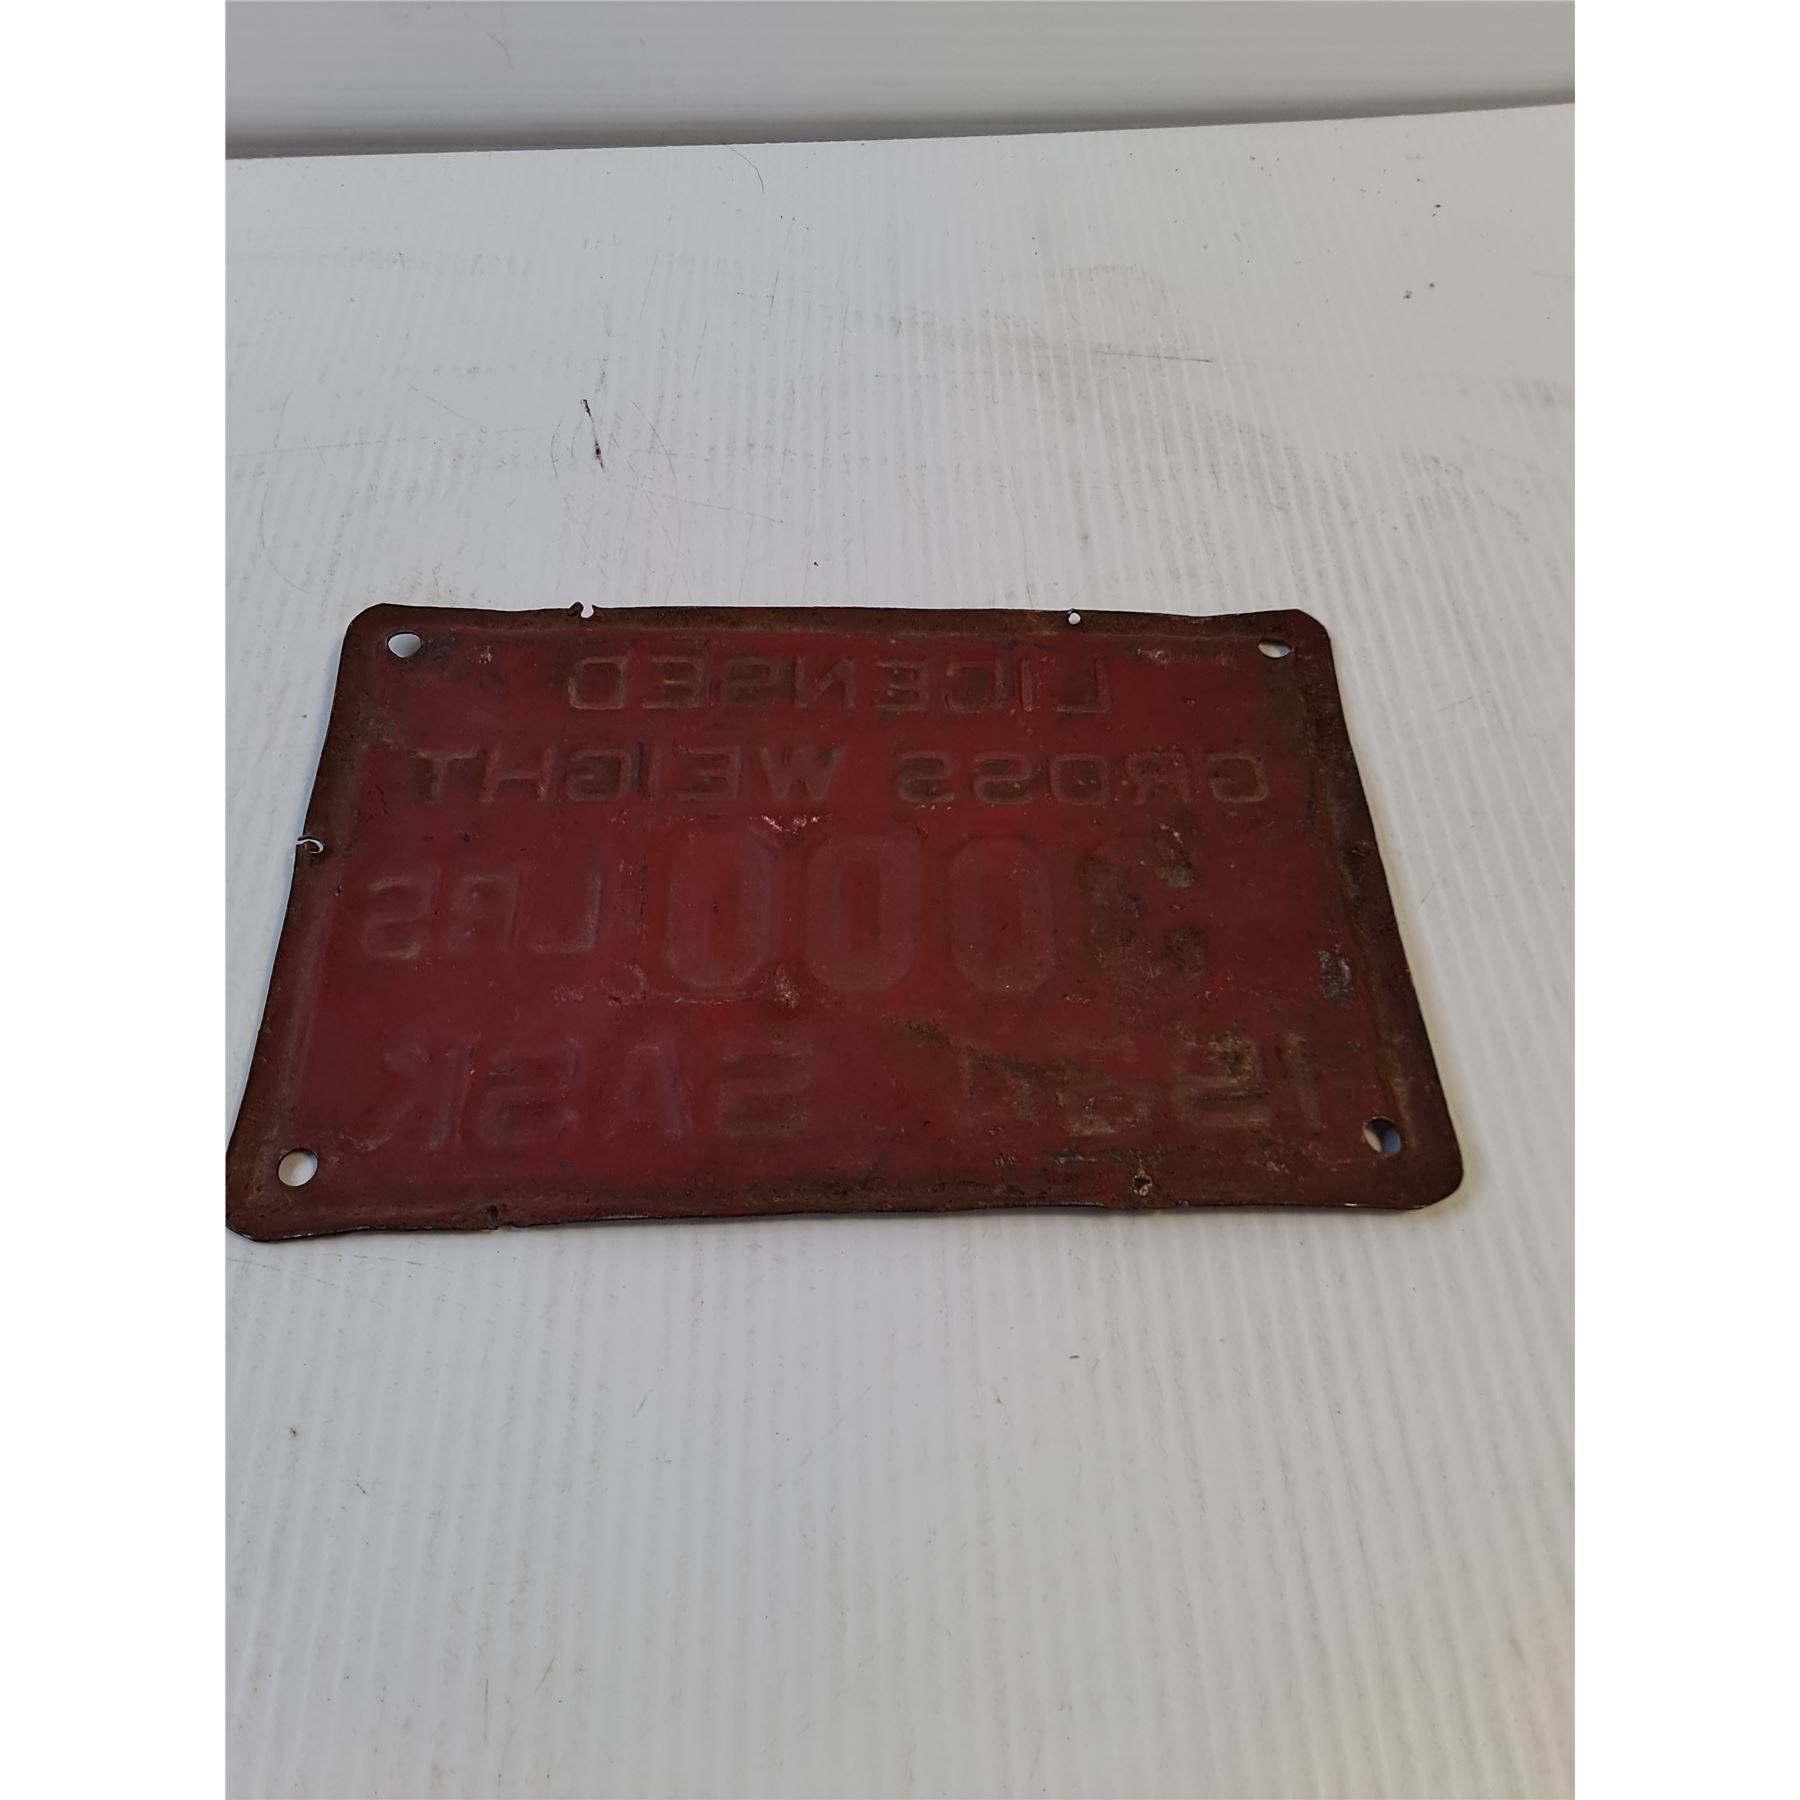 LICENSED
GROSS WEIGHT
3000 LBS
SASK